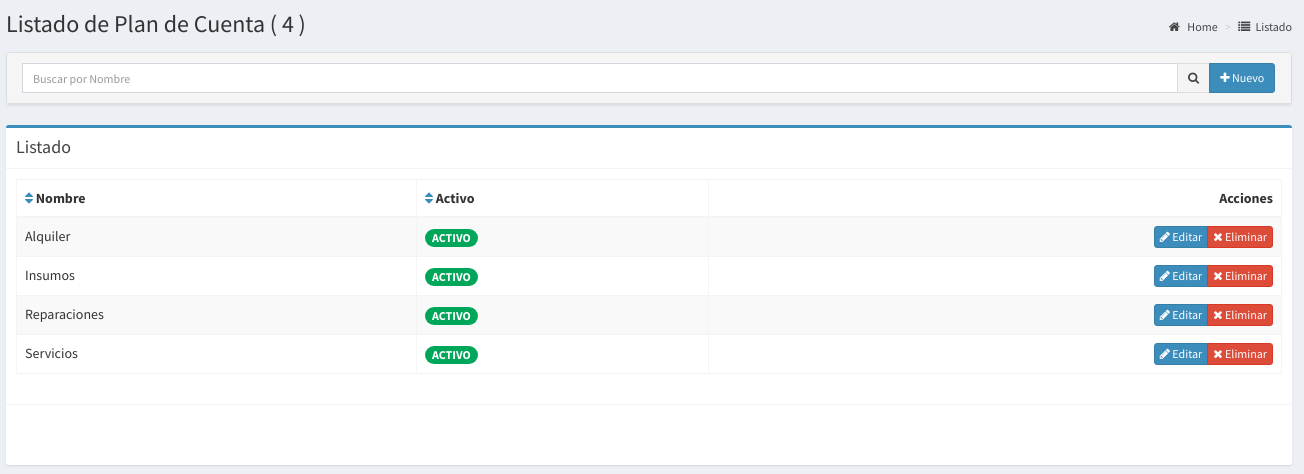 Listado de Plan de Cuenta ( 4 )
Home > Listado
Buscar por Nombre
Nuevo
Listado
Nombre Activo Acciones
Alquiler ACTIVO Editar Eliminar
Insumos ACTIVO Editar Eliminar
Reparaciones ACTIVO Editar Eliminar
Servicios ACTIVO Editar Eliminar